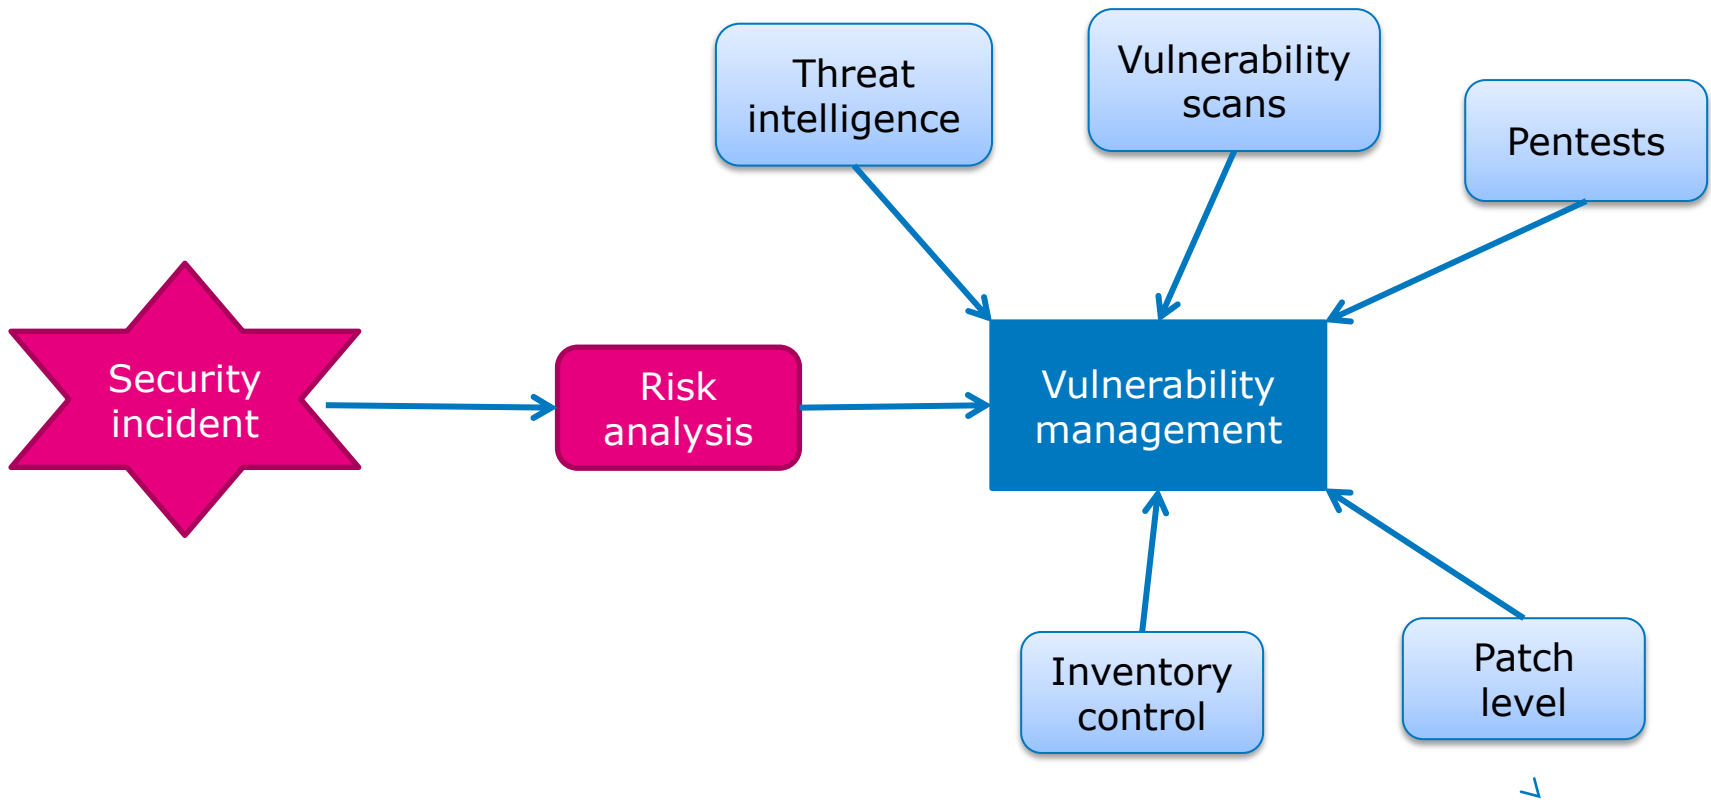 Threat
intelligence
Vulnerability
scans
Pentests
Security
incident
Risk
analysis
Vulnerability
management
Inventory
control
Patch
level